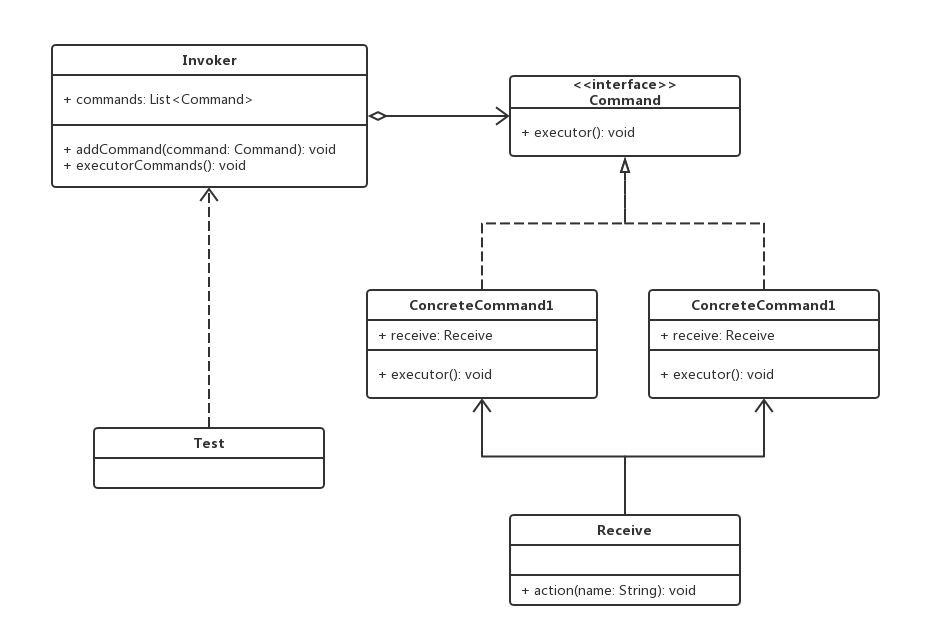 Invoker
+ commands: List<Command>
+ addCommand(command: Command): void
+ executorCommands(): void
<<interface>>
Command
+ executor(): void
ConcreteCommand1
+ receive: Receive
+ executor(): void
ConcreteCommand1
+ receive: Receive
+ executor(): void
Test
Receive
+ action(name: String): void